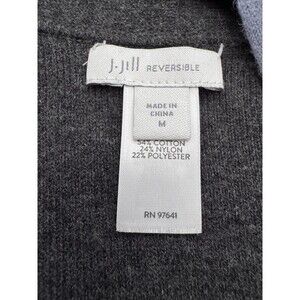 J.Jill REVERSIBLE
MADE IN
CHINA
M
54% COTTON
24% NYLON
22% POLYESTER
RN 97641